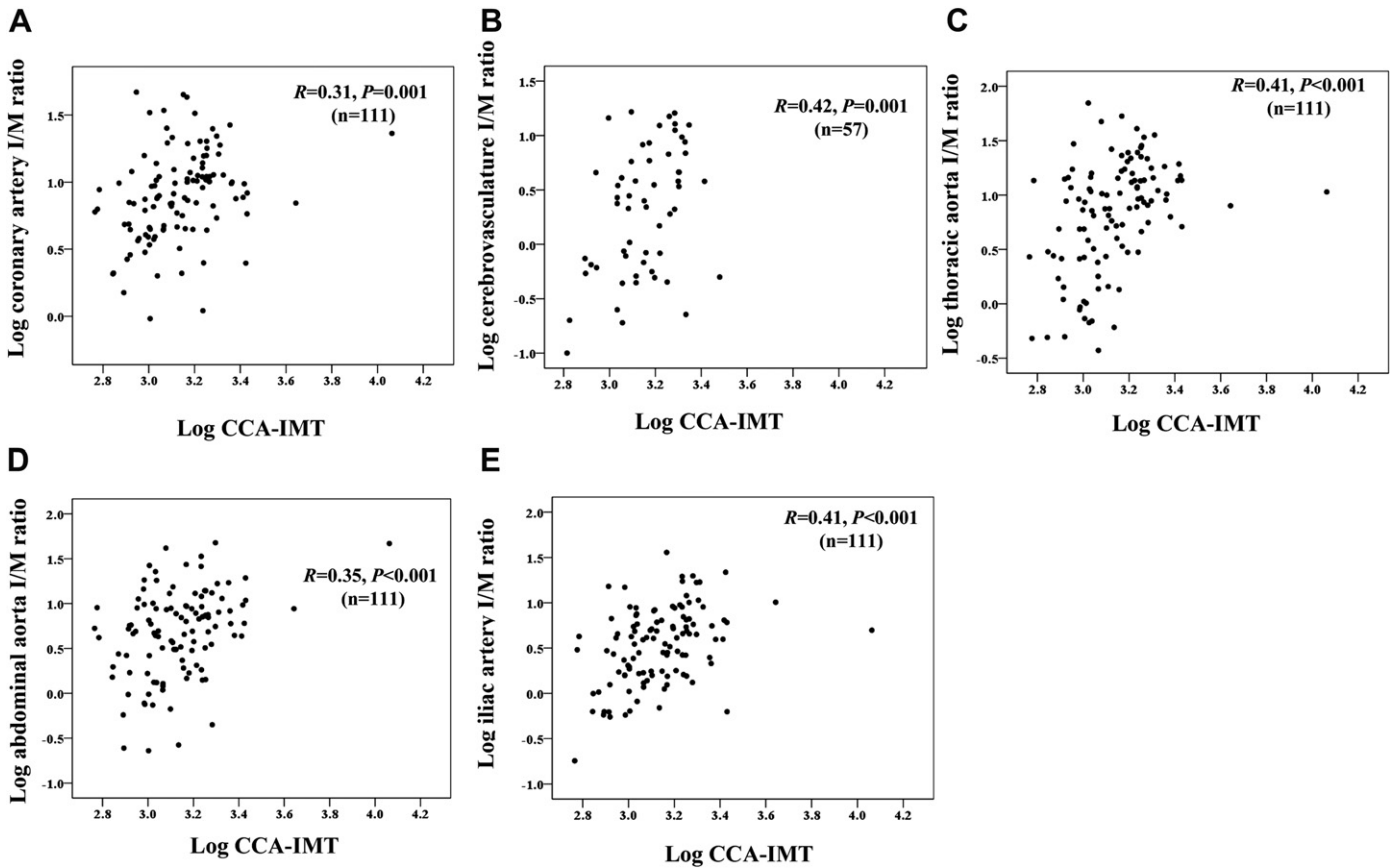 A
Log coronary artery I/M ratio
1.5
1.0
0.5
0.0
R=0.31, P=0.001
(n=111)
2.8 3.0 3.2 3.4 3.6 3.8 4.0 4.2
Log CCA-IMT
B
Log cerebrovasculature I/M ratio
1.5
1.0
0.5
0.0
-0.5
-1.0
R=0.42, P=0.001
(n=57)
2.8 3.0 3.2 3.4 3.6 3.8 4.0 4.2
Log CCA-IMT
C
Log thoracic aorta I/M ratio
2.0
1.5
1.0
0.5
0.0
-0.5
R=0.41, P<0.001
(n=111)
2.8 3.0 3.2 3.4 3.6 3.8 4.0 4.2
Log CCA-IMT
D
Log abdominal aorta I/M ratio
2.0
1.5
1.0
0.5
0.0
-0.5
-1.0
R=0.35, P<0.001
(n=111)
2.8 3.0 3.2 3.4 3.6 3.8 4.0 4.2
Log CCA-IMT
E
Log iliac artery I/M ratio
2.0
1.5
1.0
0.5
0.0
-0.5
-1.0
R=0.41, P<0.001
(n=111)
2.8 3.0 3.2 3.4 3.6 3.8 4.0 4.2
Log CCA-IMT